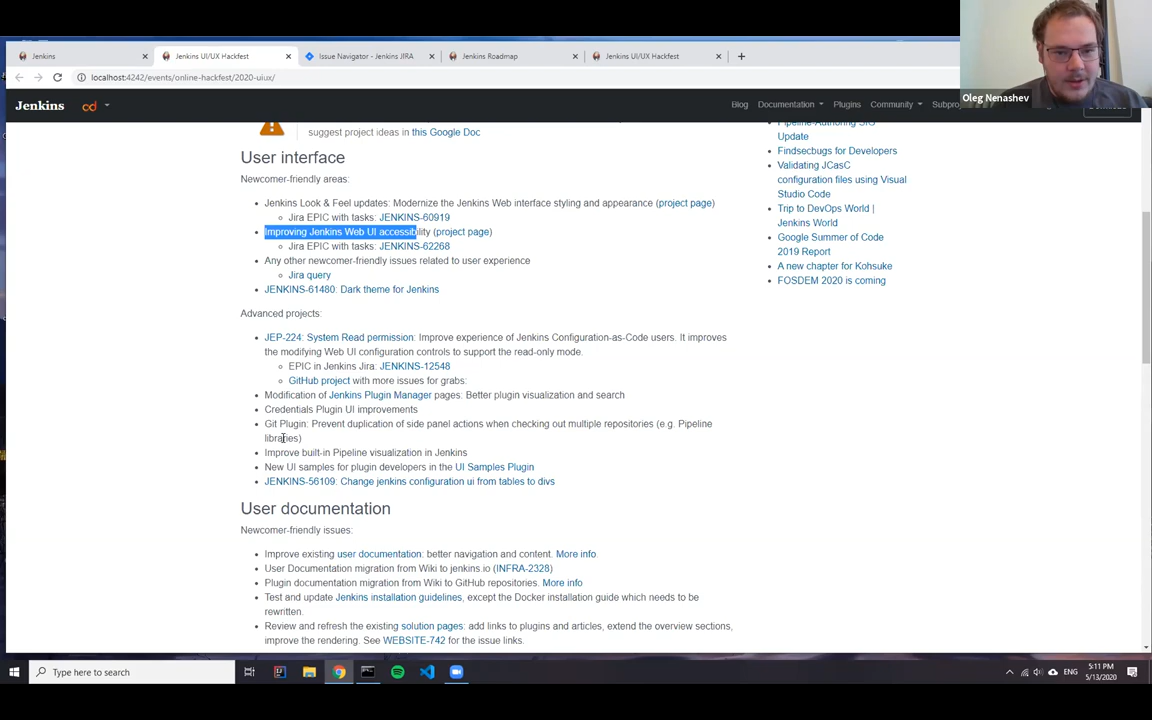 Jenkins
Jenkins UI/UX Hackfest
Issue Navigator - Jenkins JIRA
Jenkins Roadmap
Jenkins UI/UX Hackfest
localhost:4242/events/online-hackfest/2020-uiux/
Oleg Nenashev
Jenkins
cd
Blog
Documentation
Plugins
Community
suggest project ideas in this Google Doc
User interface
Newcomer-friendly areas:
Jenkins Look & Feel updates: Modernize the Jenkins Web interface styling and appearance (project page)
Jira EPIC with tasks: JENKINS-60919
Improving Jenkins Web UI accessibility (project page)
Jira EPIC with tasks: JENKINS-62268
Any other newcomer-friendly issues related to user experience
Jira query
JENKINS-61480: Dark theme for Jenkins
Advanced projects:
JEP-224: System Read permission: Improve experience of Jenkins Configuration-as-Code users. It improves
the modifying Web UI configuration controls to support the read-only mode.
EPIC in Jenkins Jira: JENKINS-12548
GitHub project with more issues for grabs:
Modification of Jenkins Plugin Manager pages: Better plugin visualization and search
Credentials Plugin UI improvements
Git Plugin: Prevent duplication of side panel actions when checking out multiple repositories (e.g. Pipeline
libraries)
Improve built-in Pipeline visualization in Jenkins
New UI samples for plugin developers in the UI Samples Plugin
JENKINS-56109: Change jenkins configuration ui from tables to divs
User documentation
Newcomer-friendly issues:
Improve existing user documentation: better navigation and content. More info.
User Documentation migration from Wiki to jenkins.io (INFRA-2328)
Plugin documentation migration from Wiki to GitHub repositories. More info
Test and update Jenkins installation guidelines, except the Docker installation guide which needs to be
rewritten.
Review and refresh the existing solution pages: add links to plugins and articles, extend the overview sections,
improve the rendering. See WEBSITE-742 for the issue links.
Pipeline-Authoring SIG
Update
Findsecbugs for Developers
Validating JCasC
configuration files using Visual
Studio Code
Trip to DevOps World |
Jenkins World
Google Summer of Code
2019 Report
A new chapter for Kohsuke
FOSDEM 2020 is coming
Type here to search
ENG
5:11 PM
5/13/2020